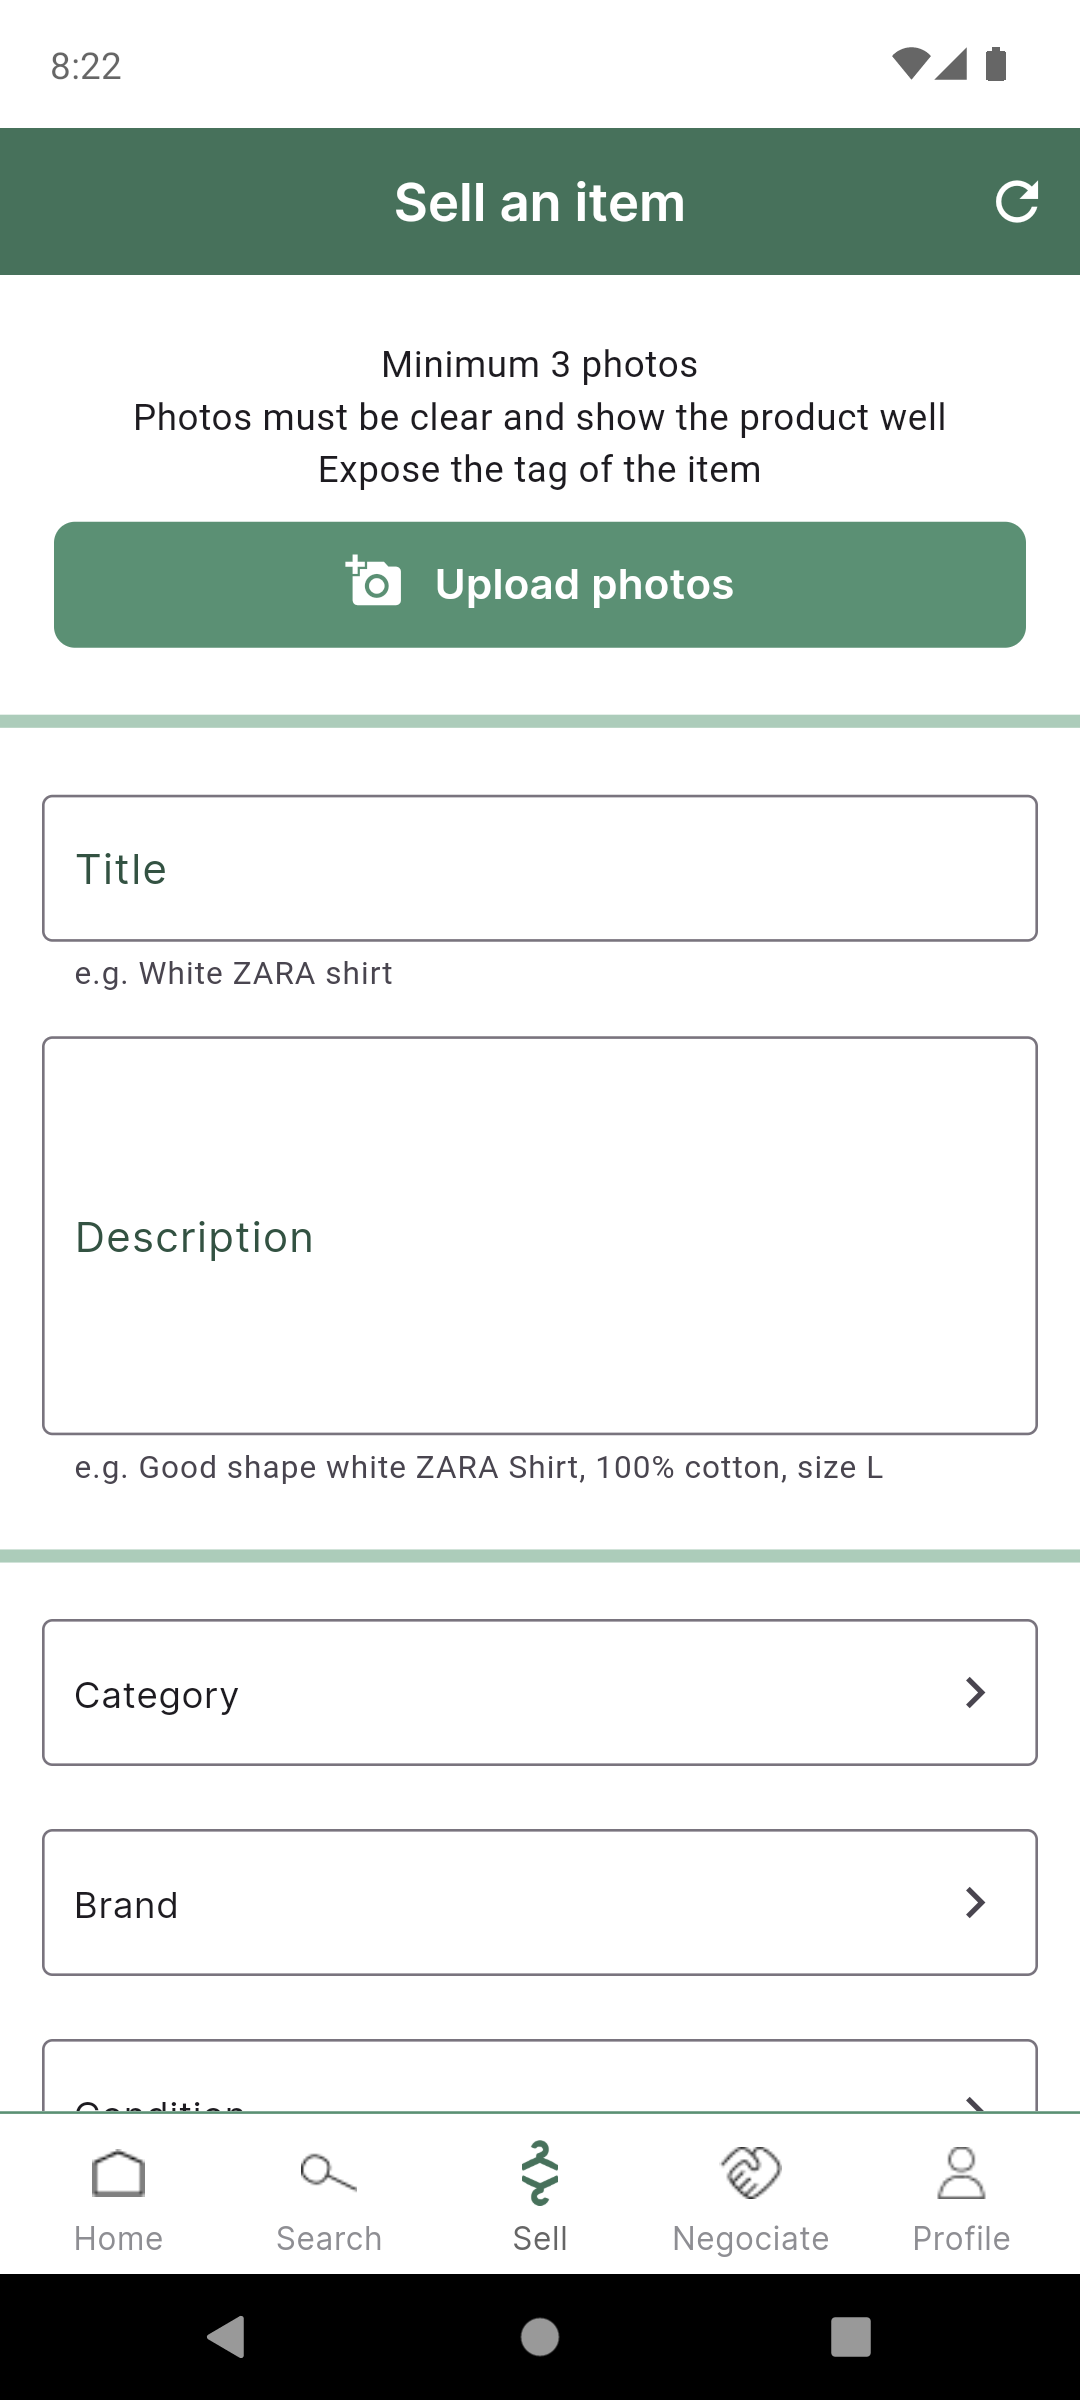 8:22
Sell an item
Minimum 3 photos
Photos must be clear and show the product well
Expose the tag of the item
Upload photos
Title
e.g. White ZARA shirt
Description
e.g. Good shape white ZARA Shirt, 100% cotton, size L
Category
Brand
Condition
Home
Search
Sell
Negociate
Profile